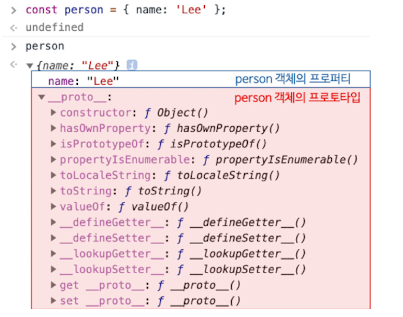 > const person = { name: 'Lee' };
< undefined
> person
< ▼{name: "Lee"} i
name: "Lee" person 객체의 프로퍼티
▼__proto__: person 객체의 프로토타입
▶constructor: ƒ Object()
▶hasOwnProperty: ƒ hasOwnProperty()
▶isPrototypeOf: ƒ isPrototypeOf()
▶propertyIsEnumerable: ƒ propertyIsEnumerable()
▶toLocaleString: ƒ toLocaleString()
▶toString: ƒ toString()
▶valueOf: ƒ valueOf()
▶__defineGetter__: ƒ __defineGetter__()
▶__defineSetter__: ƒ __defineSetter__()
▶__lookupGetter__: ƒ __lookupGetter__()
▶__lookupSetter__: ƒ __lookupSetter__()
▶get __proto__: ƒ __proto__()
▶set __proto__: ƒ __proto__()